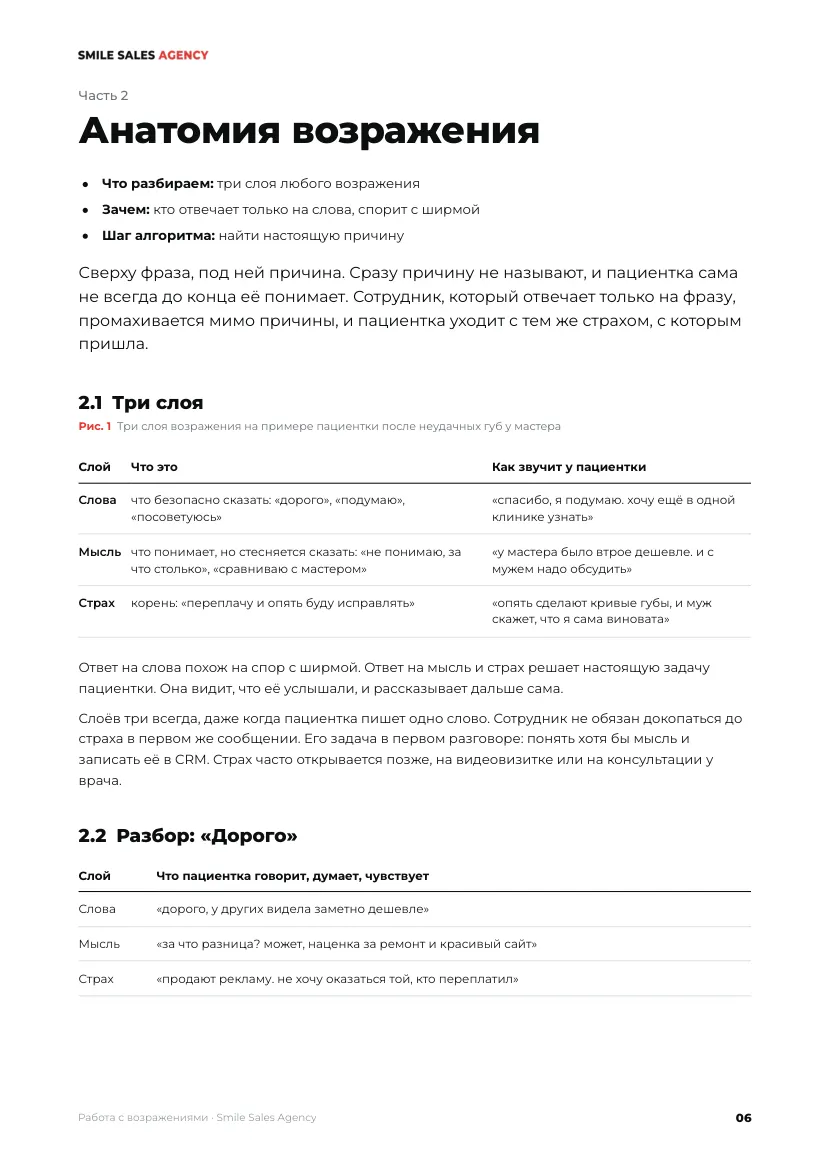 SMILE SALES AGENCY
Часть 2
Анатомия возражения
• Что разбираем: три слоя любого возражения
• Зачем: кто отвечает только на слова, спорит с ширмой
• Шаг алгоритма: найти настоящую причину
Сверху фраза, под ней причина. Сразу причину не называют, и пациентка сама
не всегда до конца её понимает. Сотрудник, который отвечает только на фразу,
промахивается мимо причины, и пациентка уходит с тем же страхом, с которым
пришла.
2.1 Три слоя
Рис. 1 Три слоя возражения на примере пациентки после неудачных губ у мастера
Слой Что это Как звучит у пациентки
Слова что безопасно сказать: «дорого», «подумаю», «спасибо, я подумаю. хочу ещё в одной
«посоветуюсь» клинике узнать»
Мысль что понимает, но стесняется сказать: «не понимаю, за «у мастера было втрое дешевле. и с
что столько», «сравниваю с мастером» мужем надо обсудить»
Страх корень: «переплачу и опять буду исправлять» «опять сделают кривые губы, и муж
скажет, что я сама виновата»
Ответ на слова похож на спор с ширмой. Ответ на мысль и страх решает настоящую задачу
пациентки. Она видит, что её услышали, и рассказывает дальше сама.
Слоёв три всегда, даже когда пациентка пишет одно слово. Сотрудник не обязан докопаться до
страха в первом же сообщении. Его задача в первом разговоре: понять хотя бы мысль и
записать её в CRM. Страх часто открывается позже, на видеовизитке или на консультации у
врача.
2.2 Разбор: «Дорого»
Слой Что пациентка говорит, думает, чувствует
Слова «дорого, у других видела заметно дешевле»
Мысль «за что разница? может, наценка за ремонт и красивый сайт»
Страх «продают рекламу. не хочу оказаться той, кто переплатил»
Работа с возражениями · Smile Sales Agency 06